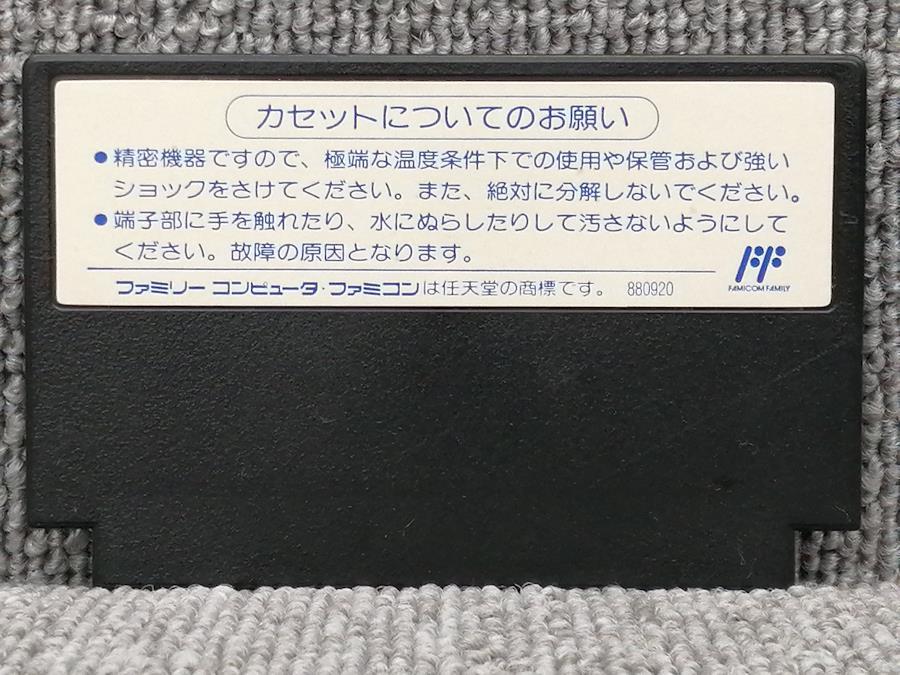 カセットについてのお願い
●精密機器ですので、極端な温度条件下での使用や保管および強い
ショックをさけてください。また、絶対に分解しないでください。
●端子部に手を触れたり、水にぬらしたりして汚さないようにして
ください。故障の原因となります。
ファミリー コンピュータ・ファミコンは任天堂の商標です。 880920
FAMICOM FAMILY